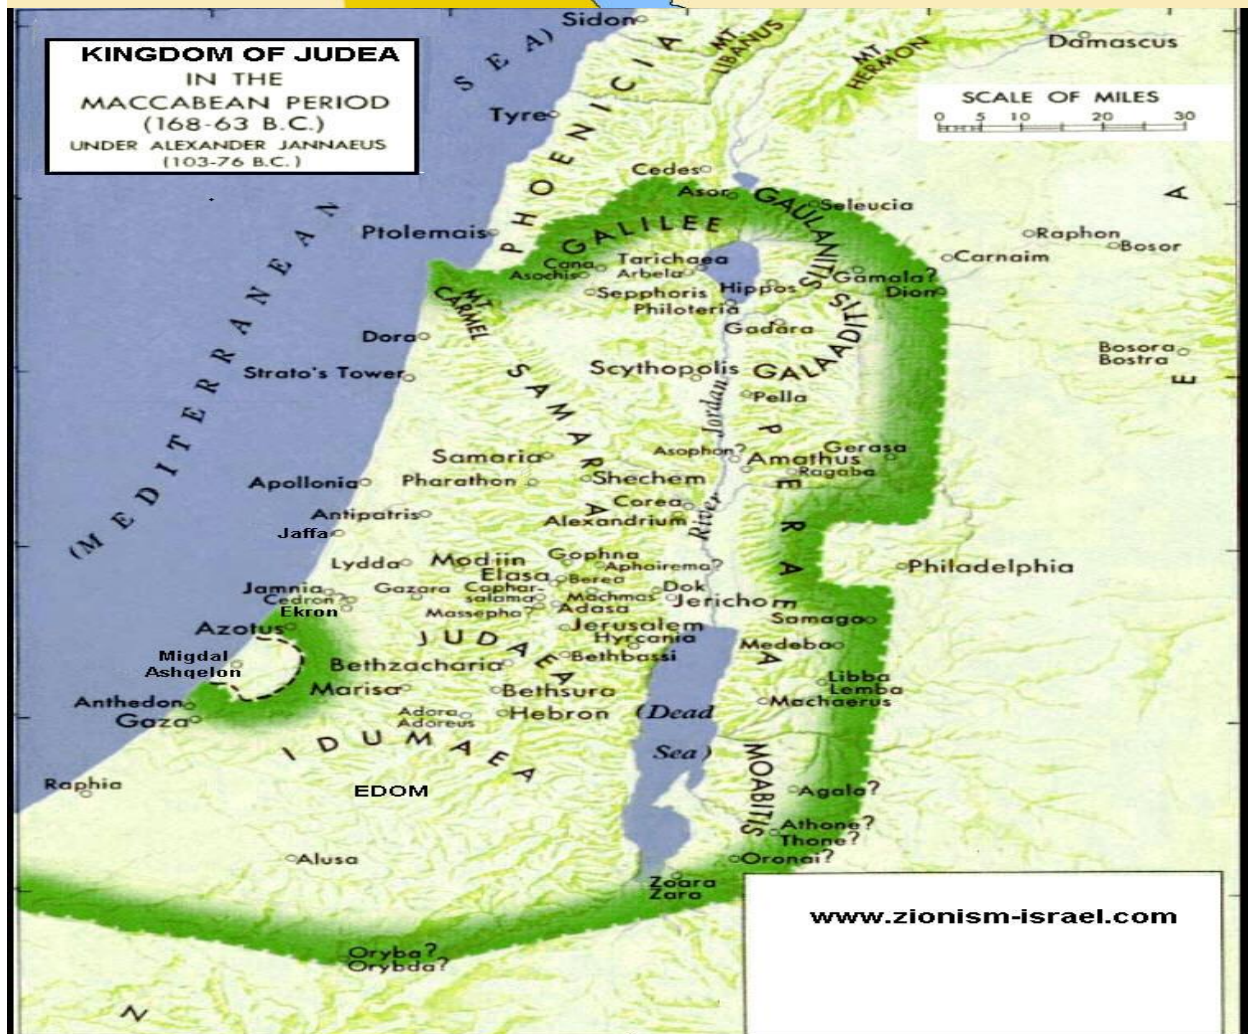 KINGDOM OF JUDEA
IN THE
MACCABEAN PERIOD
(168-63 B.C.)
UNDER ALEXANDER JANNAEUS
(103-76 B.C.)
(MEDITERRANEAN SEA)
Sidon
PHOENICIA
MT
LIBANUS
MT
HERMON
Damascus
SCALE OF MILES
0 5 10 20 30
Tyre
Cedes
Asor
GAULANITIS
Seleucia
A
Ptolemais
GALILEE
Raphon
Bosor
Carnaim
Cana
Tarichaea
Asochis
Arbela
Gamala?
Sepphoris
Hippos
Dion
Philoteria
MT
CARMEL
Gadara
Dora
GALAADITIS
Bosora
Bostra
Strato's Tower
Scythopolis
E
SAMARIA
Pella
River Jordan
PERAEA
Samaria
Asophon?
Amathus
Gerasa
Ragaba
Apollonia
Pharathon
Shechem
Corea
Antipatris
Alexandrium
Jaffa
Lydda
Modiin
Gophna
Aphairema?
Philadelphia
Elasa
Berea
Jamnia
Gazara
Caphar-
salama
Machmas
Dok
Cedron?
Jericho
Ekron
Massepha?
Adasa
Azotus
Jerusalem
Samaga
JUDAEA
Hyrcania
Medeba
Migdal
Ashqelon
Bethzacharia
Bethbassi
Marisa
Bethsura
Libba
Lemba
Anthedon
Machaerus
Gaza
Adora
Adoreus
Hebron
(Dead
Sea)
IDUMAEA
MOABITIS
Raphia
EDOM
Agala?
Athone?
Thone?
Alusa
Oronai?
Zoara
Zara
www.zionism-israel.com
Oryba?
Orybda?
N